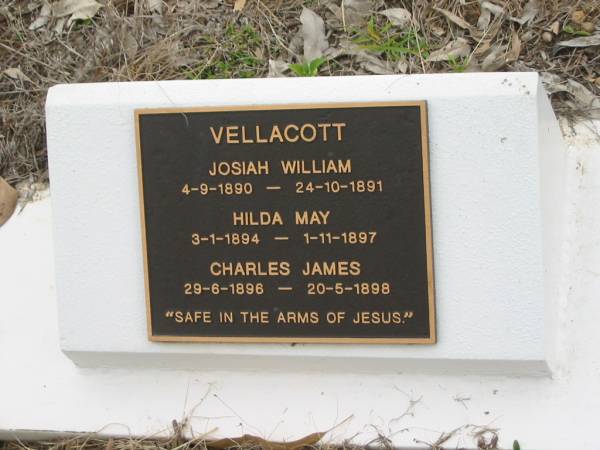 VELLACOTT
JOSIAH WILLIAM
4-9-1890 — 24-10-1891
HILDA MAY
3-1-1894 — 1-11-1897
CHARLES JAMES
29-6-1896 — 20-5-1898
"SAFE IN THE ARMS OF JESUS."